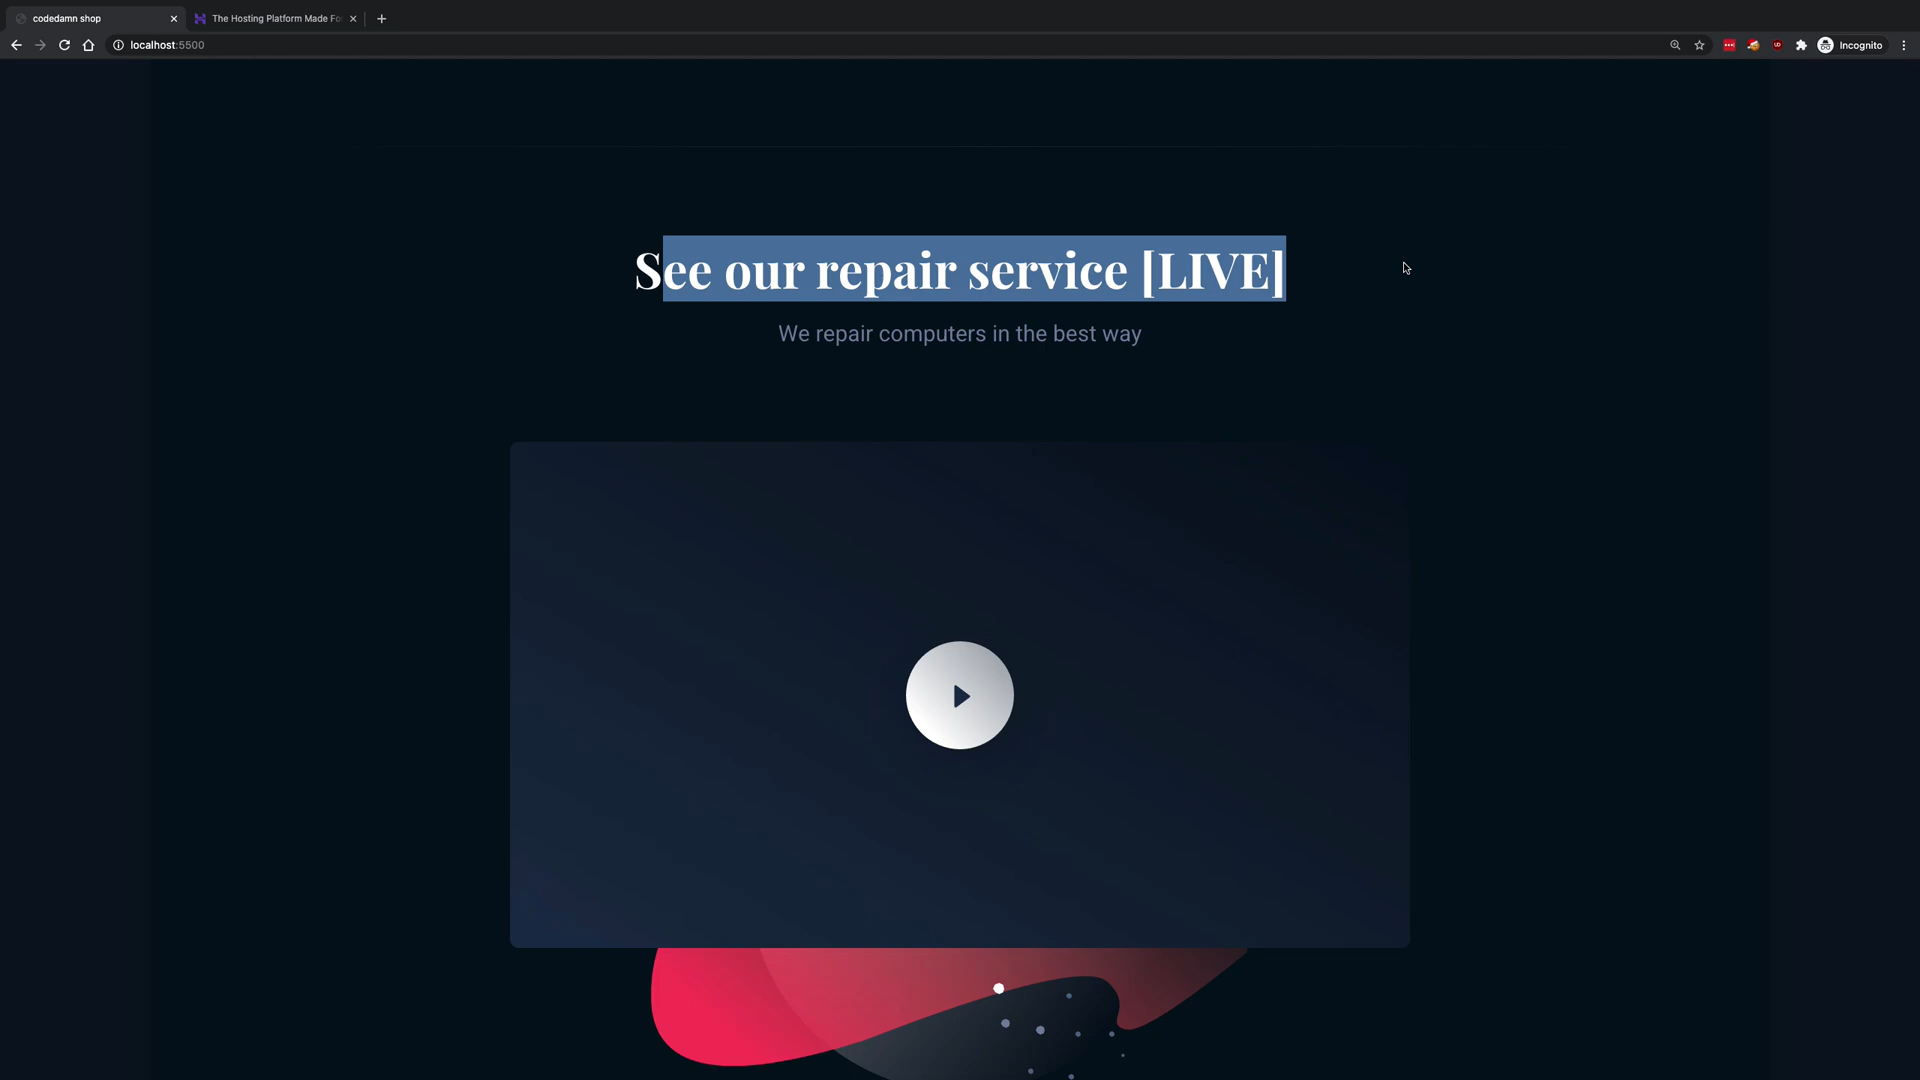 codedamn shop
The Hosting Platform Made Fo
localhost:5500
Incognito
See our repair service [LIVE]
We repair computers in the best way